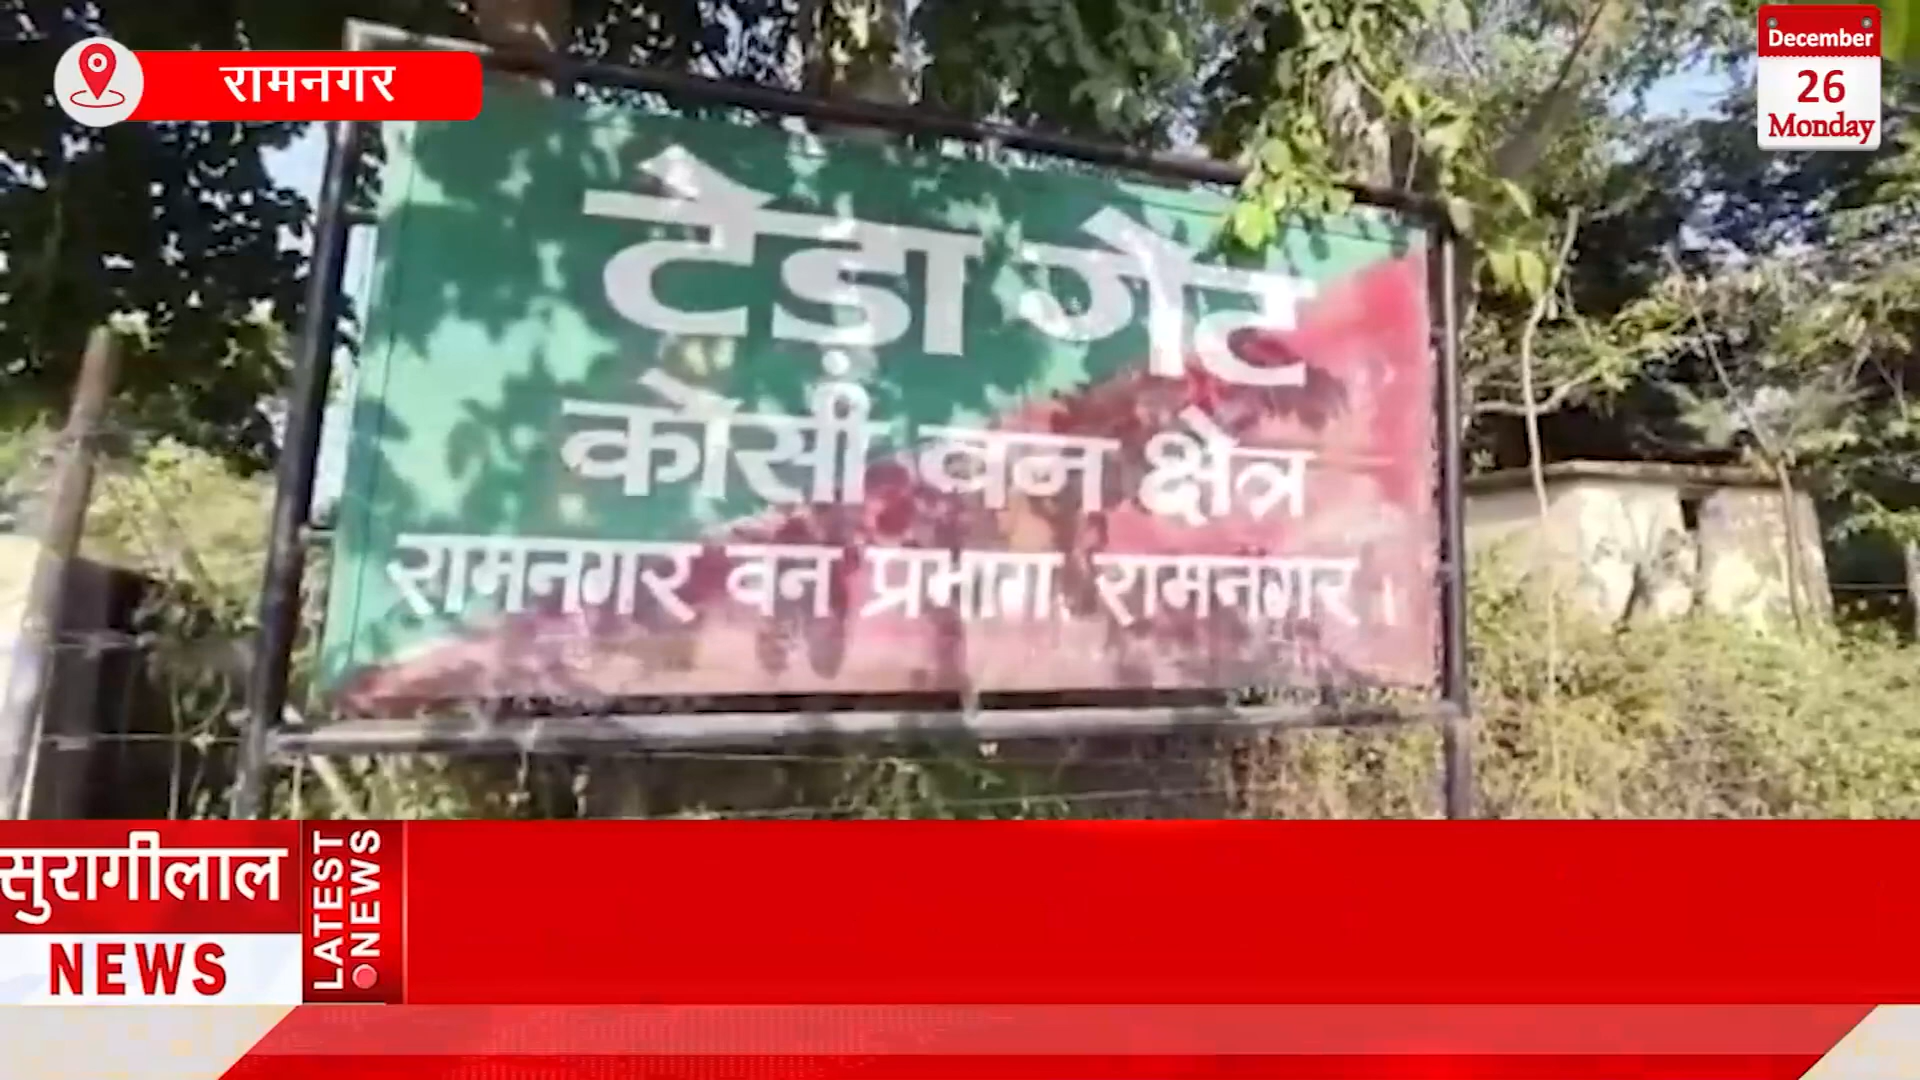 रामनगर
December
26
Monday
टेड़ा गेट
कोसी वन क्षेत्र
रामनगर वन प्रभाग, रामनगर।
सुरागीलाल
NEWS
LATEST
NEWS